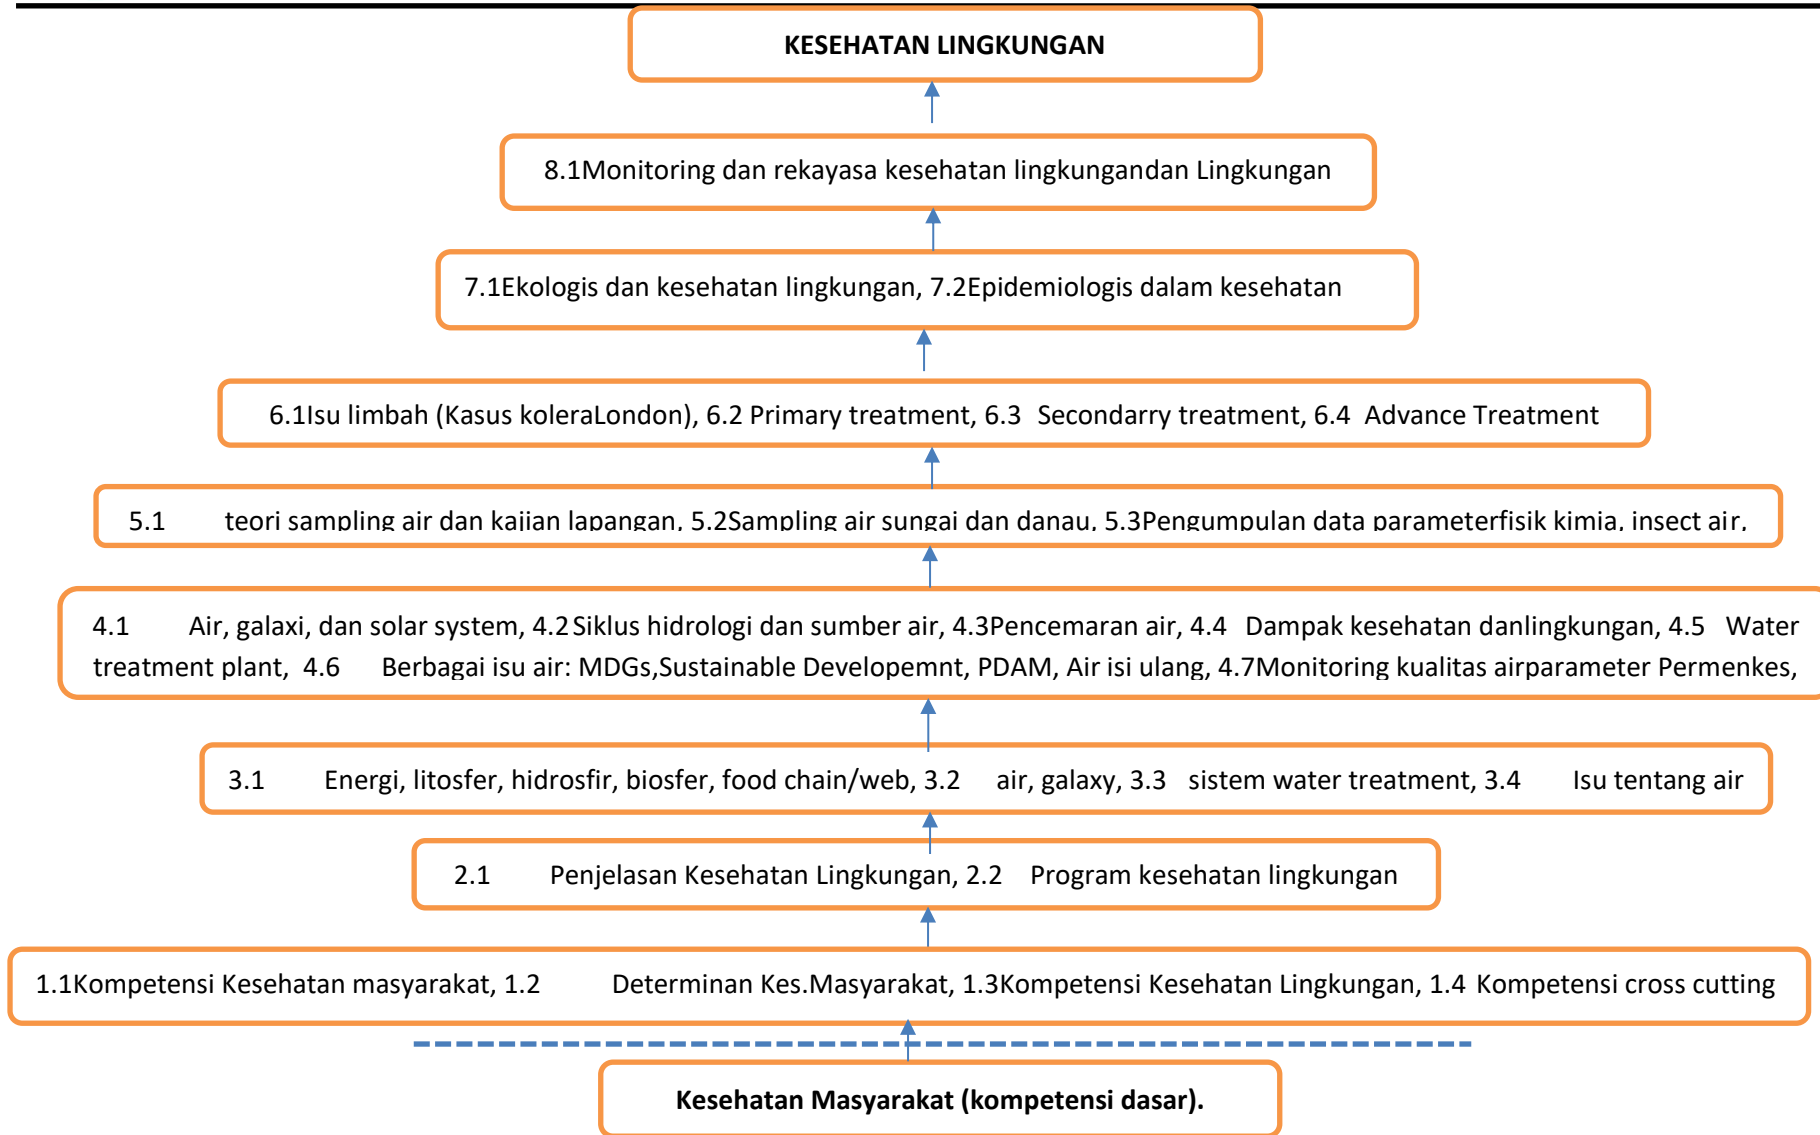 KESEHATAN LINGKUNGAN
8.1Monitoring dan rekayasa kesehatan lingkungandan Lingkungan
7.1Ekologis dan kesehatan lingkungan, 7.2Epidemiologis dalam kesehatan
6.1Isu limbah (Kasus koleraLondon), 6.2 Primary treatment, 6.3 Secondarry treatment, 6.4 Advance Treatment
5.1 teori sampling air dan kajian lapangan, 5.2Sampling air sungai dan danau, 5.3Pengumpulan data parameterfisik kimia, insect air,
4.1 Air, galaxi, dan solar system, 4.2 Siklus hidrologi dan sumber air, 4.3Pencemaran air, 4.4 Dampak kesehatan danlingkungan, 4.5 Water
treatment plant, 4.6 Berbagai isu air: MDGs,Sustainable Developemnt, PDAM, Air isi ulang, 4.7Monitoring kualitas airparameter Permenkes,
3.1 Energi, litosfer, hidrosfir, biosfer, food chain/web, 3.2 air, galaxy, 3.3 sistem water treatment, 3.4 Isu tentang air
2.1 Penjelasan Kesehatan Lingkungan, 2.2 Program kesehatan lingkungan
1.1Kompetensi Kesehatan masyarakat, 1.2 Determinan Kes.Masyarakat, 1.3Kompetensi Kesehatan Lingkungan, 1.4 Kompetensi cross cutting
Kesehatan Masyarakat (kompetensi dasar).